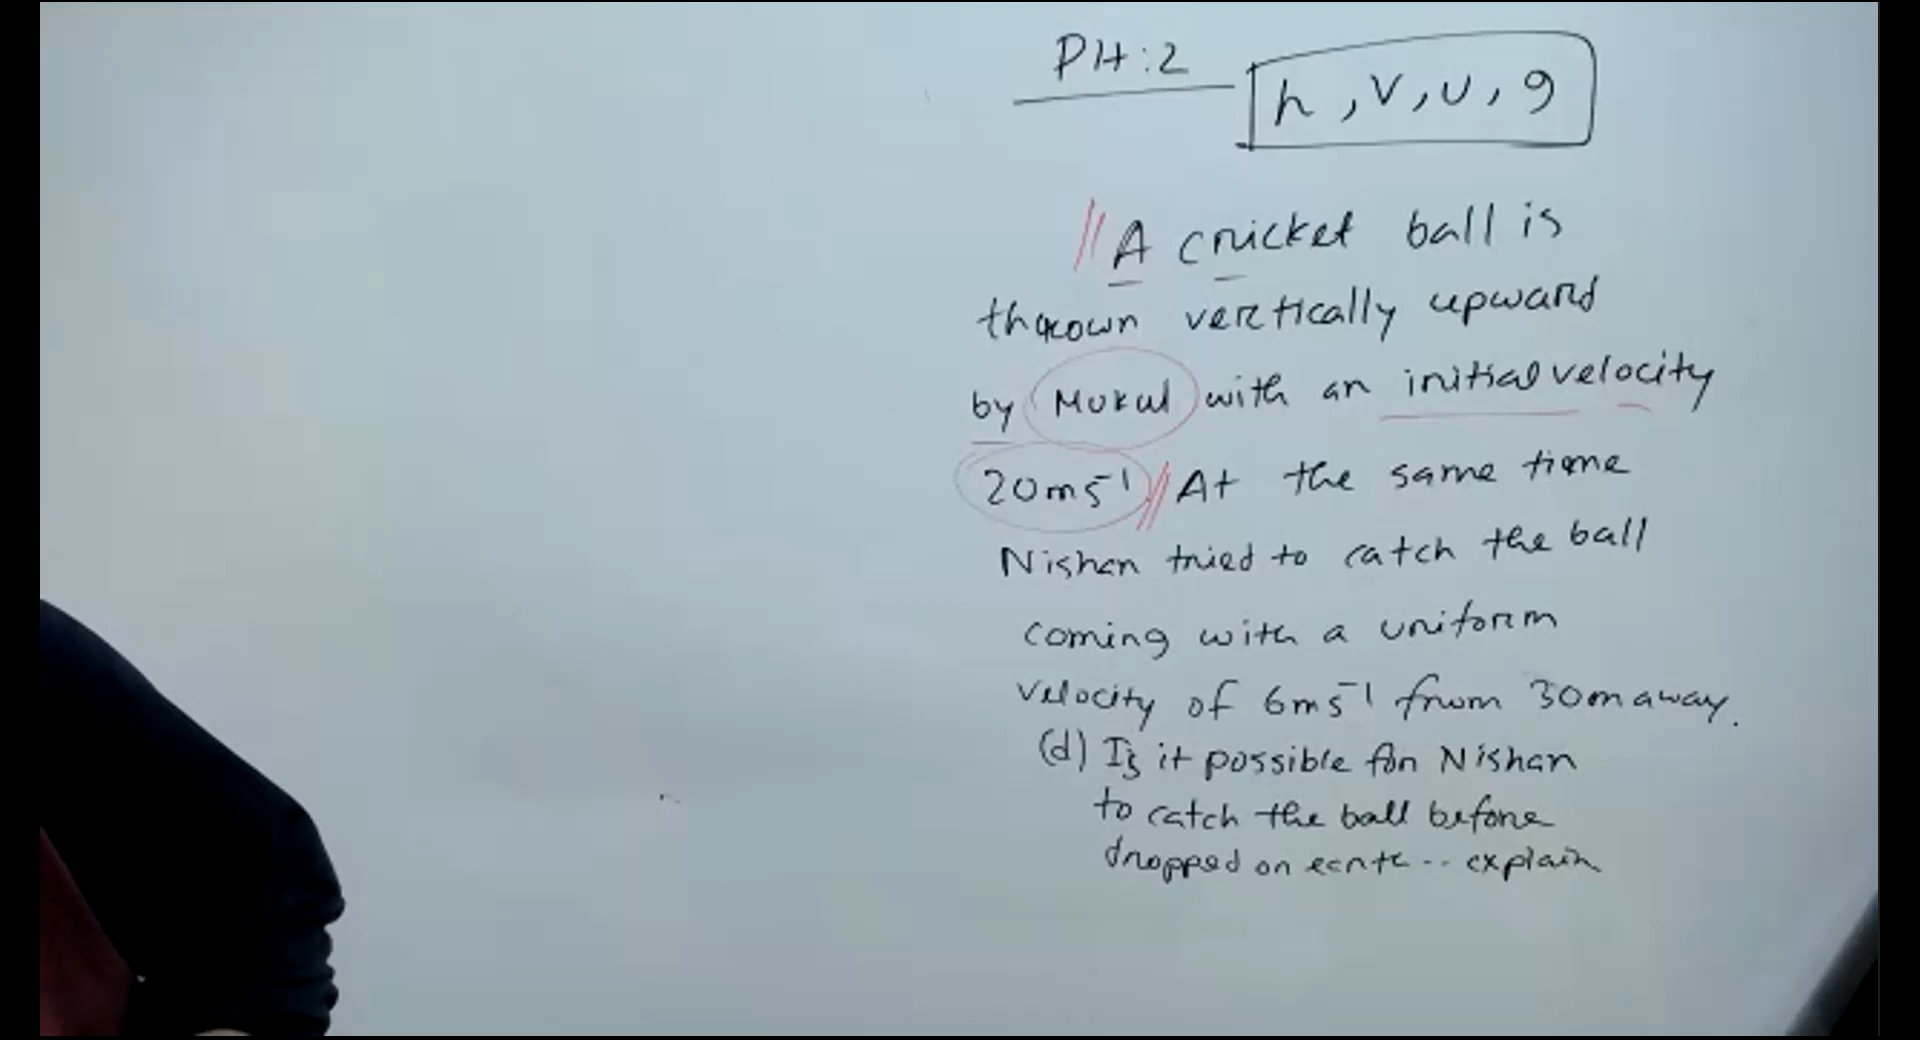 PH:2
h, v, u, g
A cricket ball is
thrown vertically upward
by Mukul with an initial velocity
20ms⁻¹ At the same time
Nishan tried to catch the ball
coming with a uniform
velocity of 6ms⁻¹ from 30m away.
(d) Is it possible for Nishan
to catch the ball before
dropped on earth .. explain